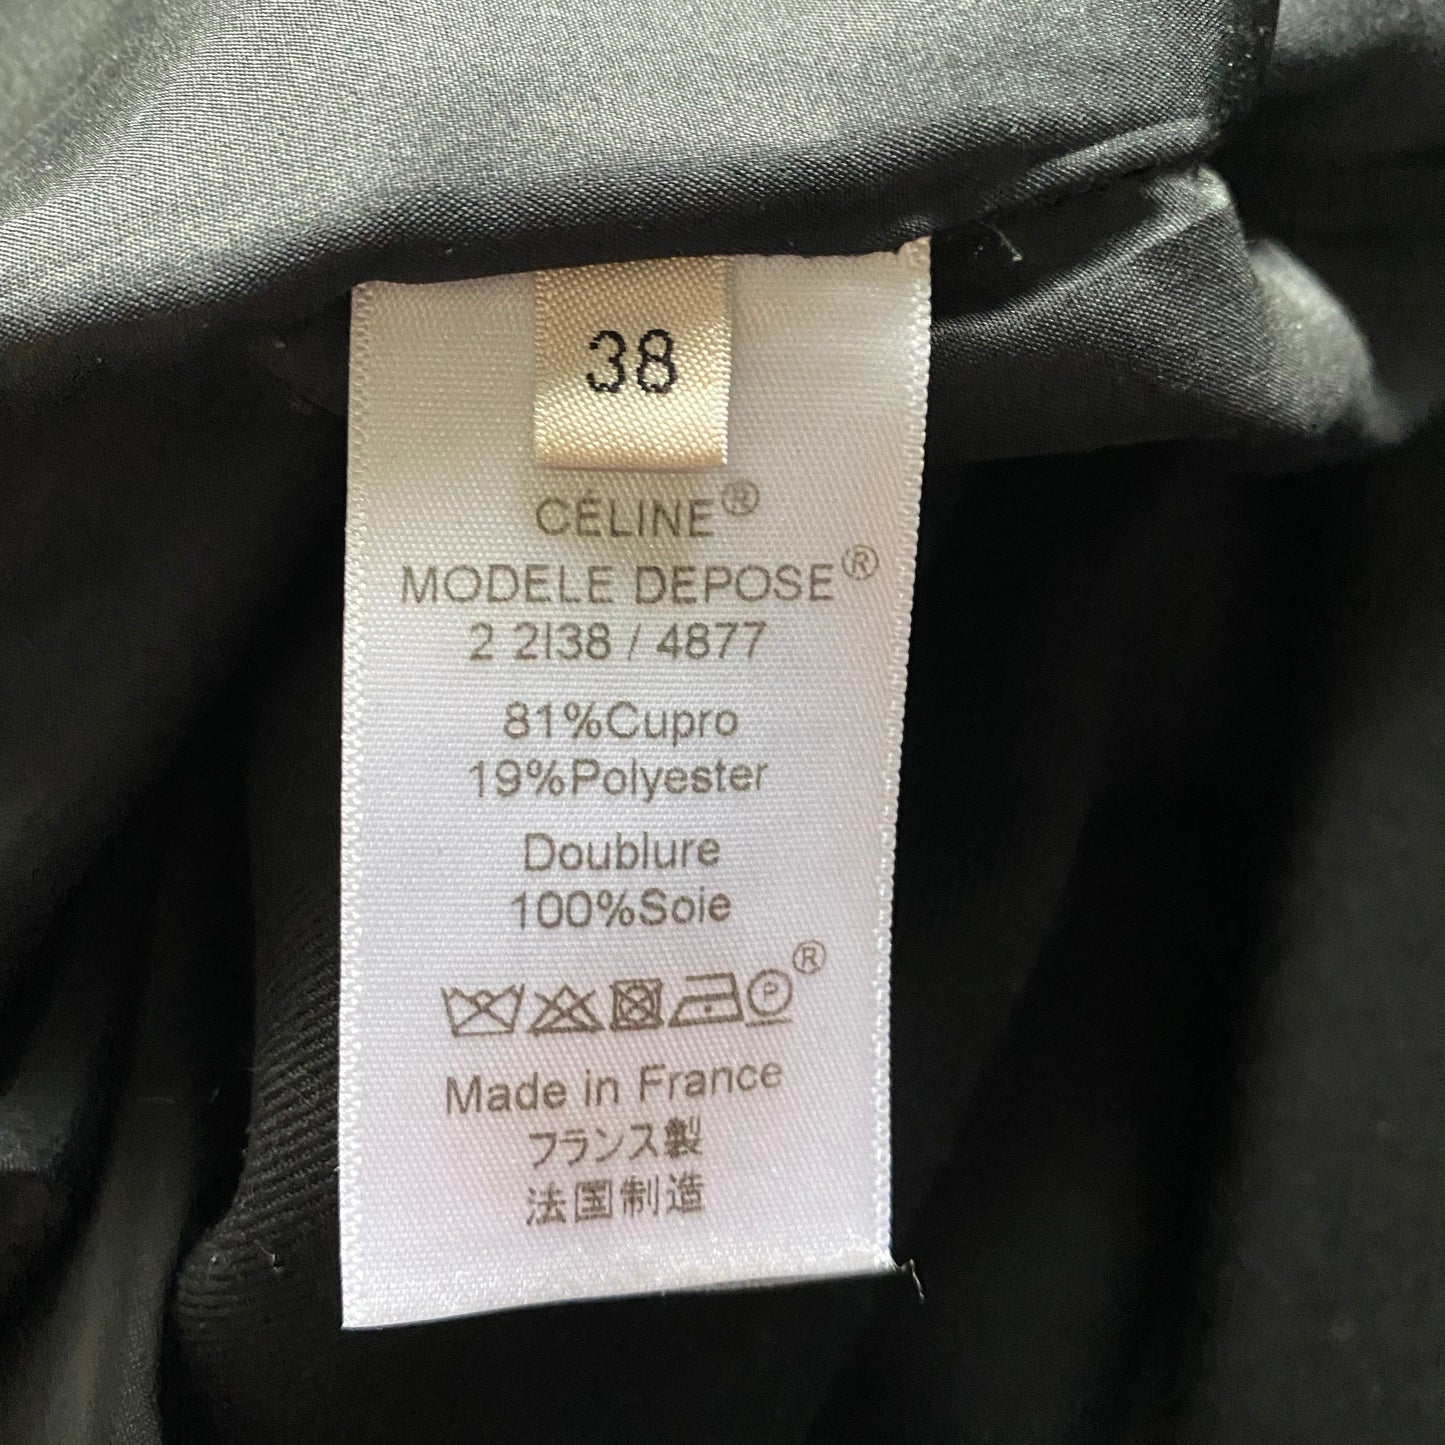 38
CÉLINE®
MODELE DEPOSE®
2 2I38 / 4877
81%Cupro
19%Polyester
Doublure
100%Soie
P ®
Made in France
フランス製
法国制造